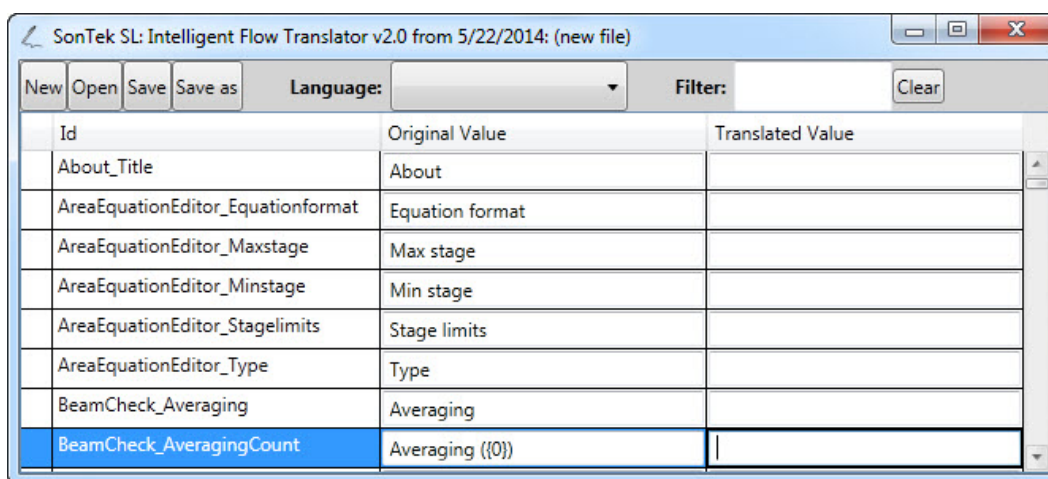 SonTek SL: Intelligent Flow Translator v2.0 from 5/22/2014: (new file)
New Open Save Save as Language: Filter: Clear
Id Original Value Translated Value
About_Title About
AreaEquationEditor_Equationformat Equation format
AreaEquationEditor_Maxstage Max stage
AreaEquationEditor_Minstage Min stage
AreaEquationEditor_Stagelimits Stage limits
AreaEquationEditor_Type Type
BeamCheck_Averaging Averaging
BeamCheck_AveragingCount Averaging ({0})